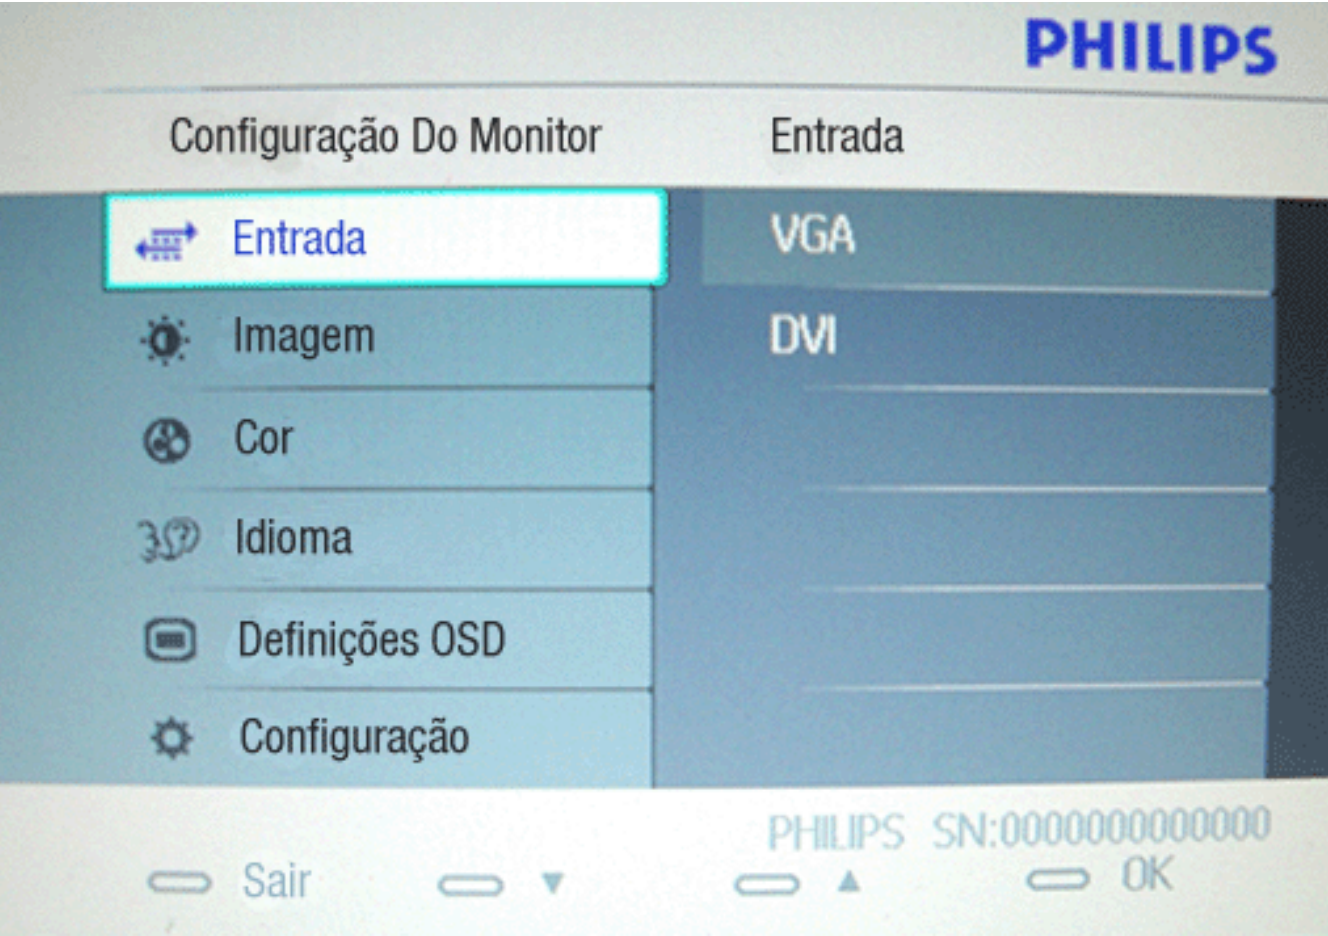 PHILIPS
Configuração Do Monitor
Entrada
Entrada
VGA
Imagem
DVI
Cor
Idioma
Definições OSD
Configuração
PHILIPS SN:0000000000000
Sair ▼ ▲ OK